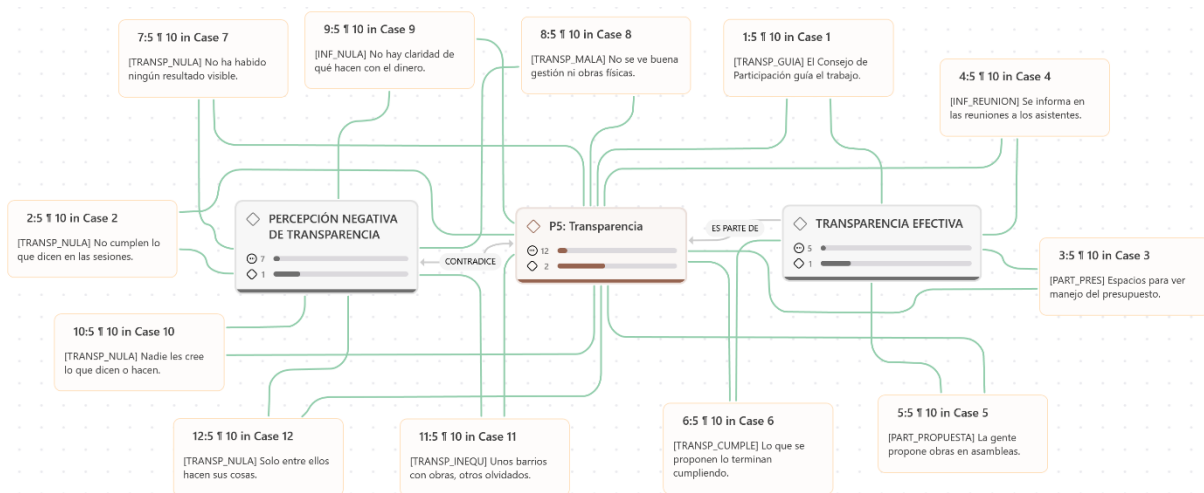 7:5 ¶ 10 in Case 7
[TRANSP_NULA] No ha habido
ningún resultado visible.
9:5 ¶ 10 in Case 9
[INF_NULA] No hay claridad de
qué hacen con el dinero.
8:5 ¶ 10 in Case 8
[TRANSP_MALA] No se ve buena
gestión ni obras físicas.
1:5 ¶ 10 in Case 1
[TRANSP_GUIA] El Consejo de
Participación guía el trabajo.
4:5 ¶ 10 in Case 4
[INF_REUNION] Se informa en
las reuniones a los asistentes.
2:5 ¶ 10 in Case 2
[TRANSP_NULA] No cumplen lo
que dicen en las sesiones.
PERCEPCIÓN NEGATIVA
DE TRANSPARENCIA
7
1
CONTRADICE
P5: Transparencia
12
2
ES PARTE DE
TRANSPARENCIA EFECTIVA
5
1
3:5 ¶ 10 in Case 3
[PART_PRES] Espacios para ver
manejo del presupuesto.
10:5 ¶ 10 in Case 10
[TRANSP_NULA] Nadie les cree
lo que dicen o hacen.
12:5 ¶ 10 in Case 12
[TRANSP_NULA] Solo entre ellos
hacen sus cosas.
11:5 ¶ 10 in Case 11
[TRANSP_INEQU] Unos barrios
con obras, otros olvidados.
6:5 ¶ 10 in Case 6
[TRANSP_CUMPLE] Lo que se
proponen lo terminan
cumpliendo.
5:5 ¶ 10 in Case 5
[PART_PROPUESTA] La gente
propone obras en asambleas.